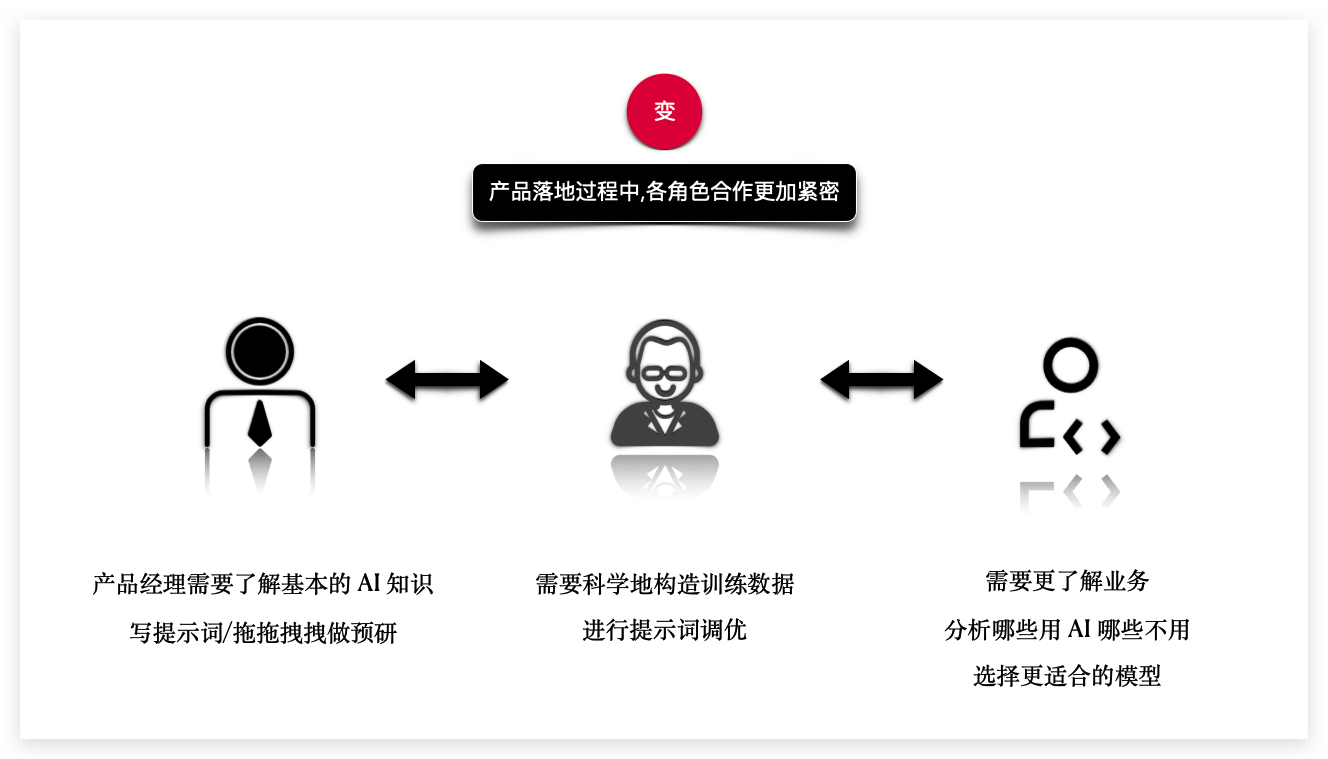 变
产品落地过程中,各角色合作更加紧密
产品经理需要了解基本的 AI 知识
写提示词/拖拖拽拽做预研
需要科学地构造训练数据
进行提示词调优
需要更了解业务
分析哪些用 AI 哪些不用
选择更适合的模型